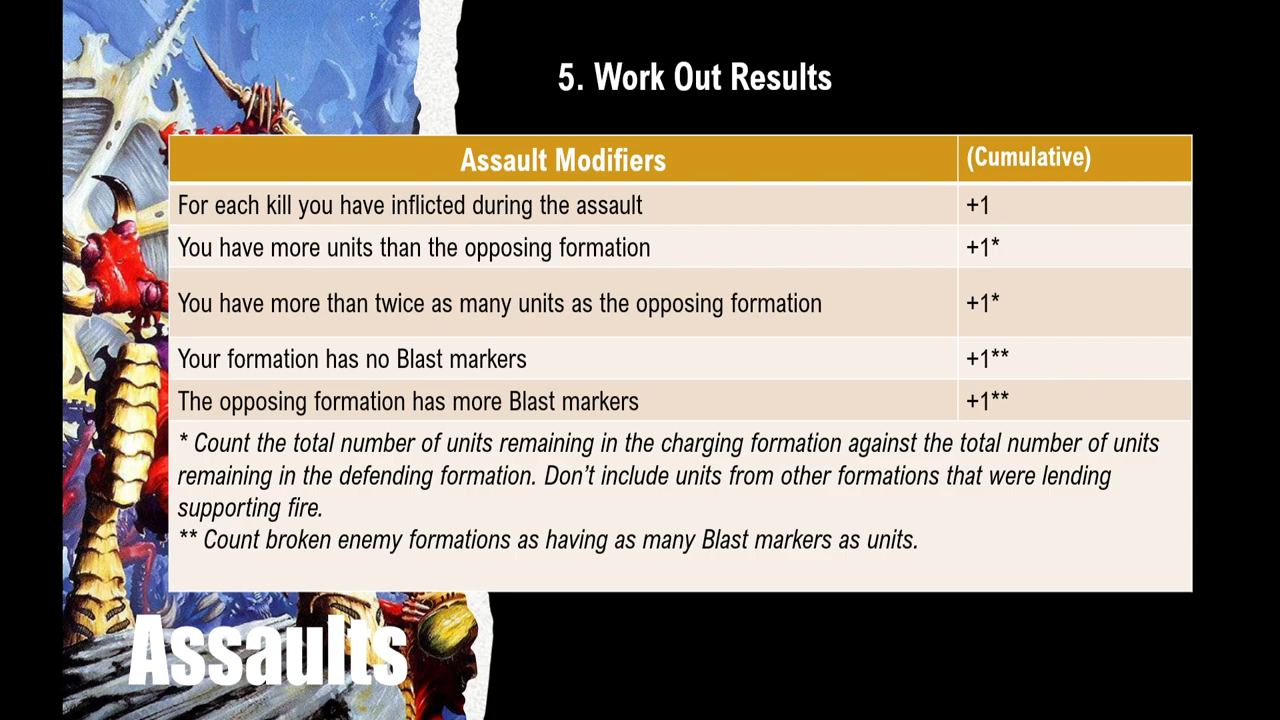 5. Work Out Results
Assault Modifiers (Cumulative)
For each kill you have inflicted during the assault +1
You have more units than the opposing formation +1*
You have more than twice as many units as the opposing formation +1*
Your formation has no Blast markers +1**
The opposing formation has more Blast markers +1**
* Count the total number of units remaining in the charging formation against the total number of units
remaining in the defending formation. Don’t include units from other formations that were lending
supporting fire.
** Count broken enemy formations as having as many Blast markers as units.
Assaults